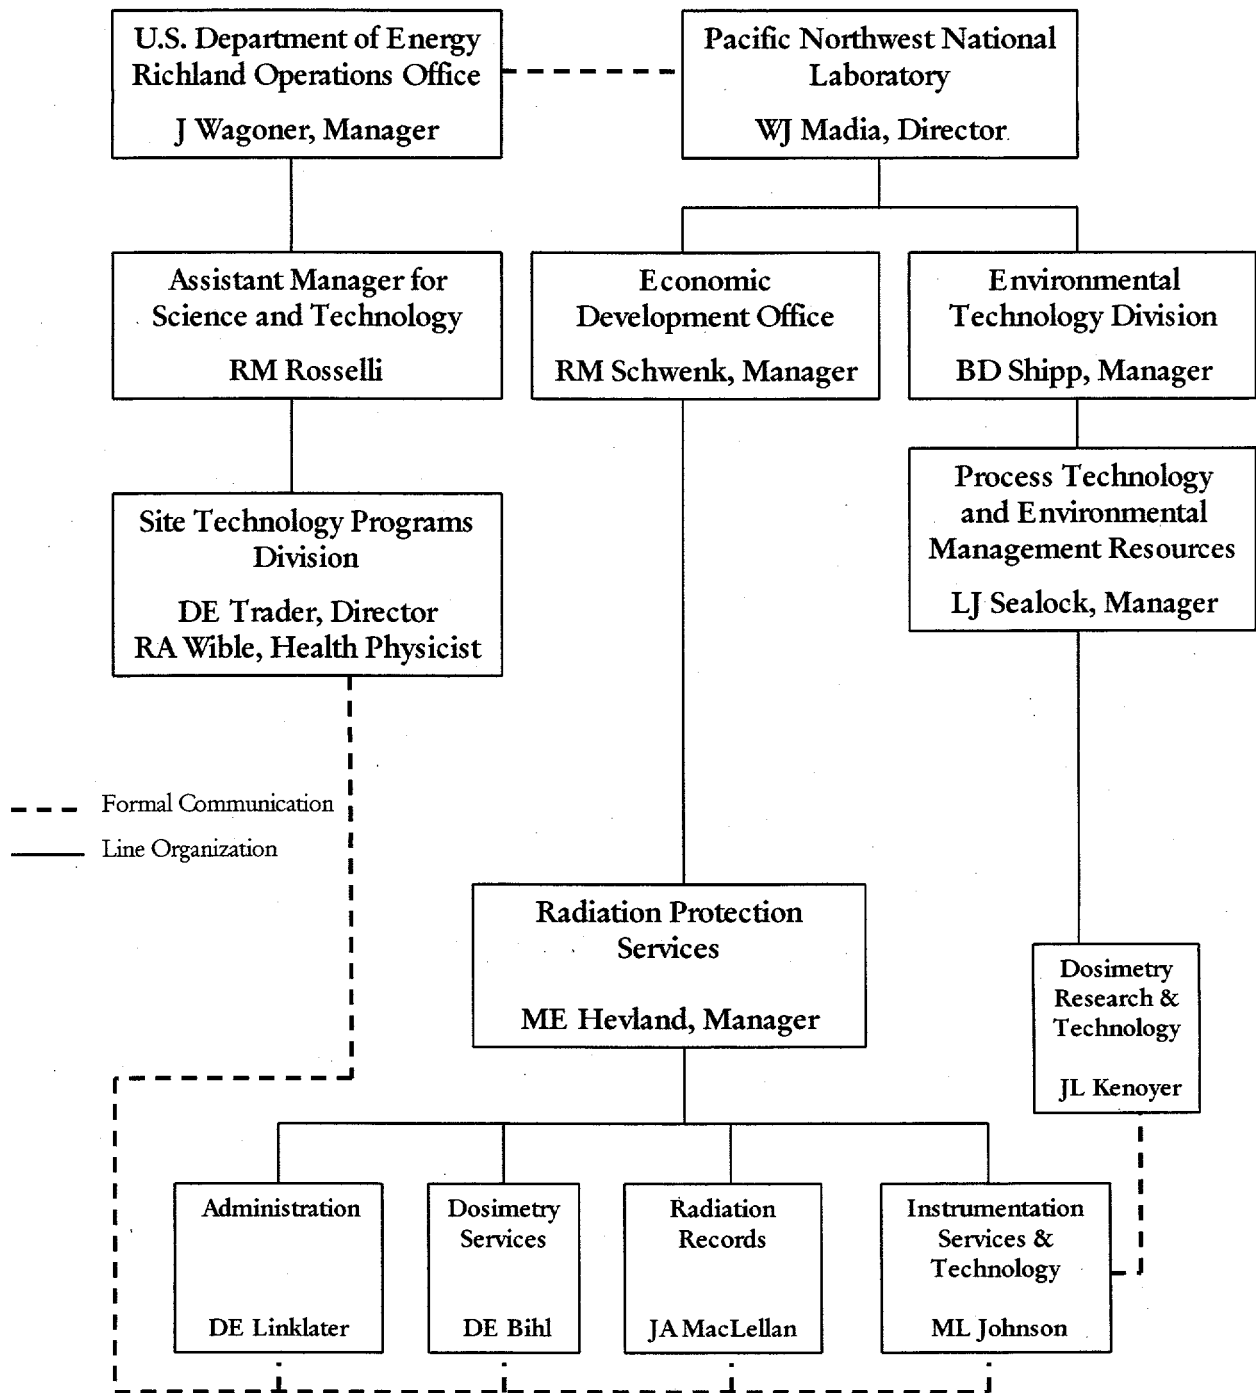 U.S. Department of Energy
Richland Operations Office
J Wagoner, Manager
Pacific Northwest National
Laboratory
WJ Madia, Director
Assistant Manager for
Science and Technology
RM Rosselli
Economic
Development Office
RM Schwenk, Manager
Environmental
Technology Division
BD Shipp, Manager
Site Technology Programs
Division
DE Trader, Director
RA Wible, Health Physicist
Process Technology
and Environmental
Management Resources
LJ Sealock, Manager
Formal Communication
Line Organization
Radiation Protection
Services
ME Hevland, Manager
Dosimetry
Research &
Technology
JL Kenoyer
Administration
DE Linklater
Dosimetry
Services
DE Bihl
Radiation
Records
JA MacLellan
Instrumentation
Services &
Technology
ML Johnson